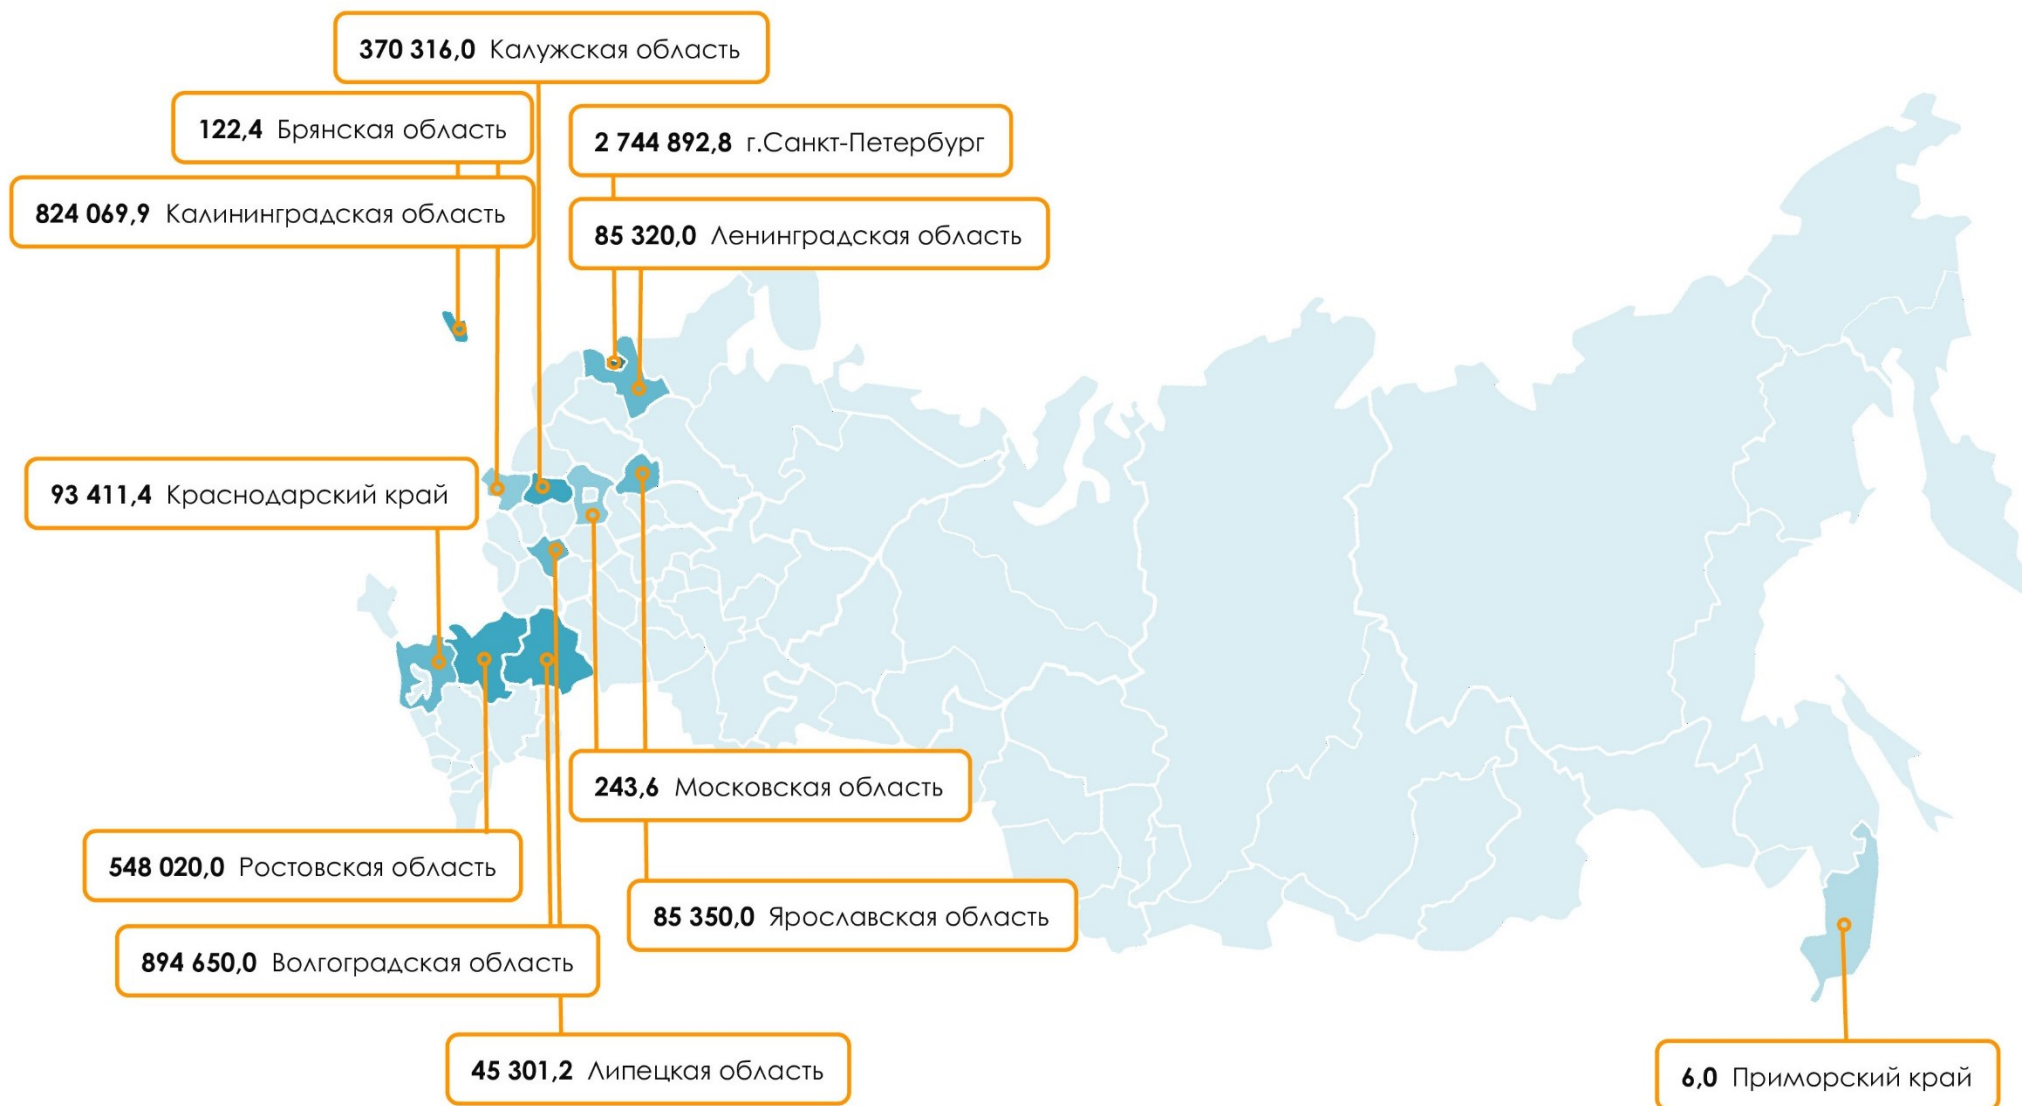 370 316,0 Калужская область
122,4 Брянская область
2 744 892,8 г.Санкт-Петербург
824 069,9 Калининградская область
85 320,0 Ленинградская область
93 411,4 Краснодарский край
243,6 Московская область
548 020,0 Ростовская область
85 350,0 Ярославская область
894 650,0 Волгоградская область
45 301,2 Липецкая область
6,0 Приморский край